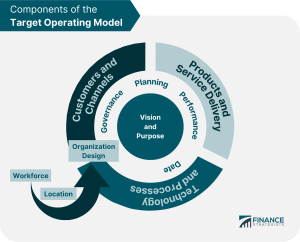 Components of the
Target Operating Model
Customers and
Channels
Products and
Service Delivery
Technology
and Processes
Planning
Governance
Performance
Date
Vision
and
Purpose
Organization
Design
Workforce
Location
FINANCE
STRATEGISTS